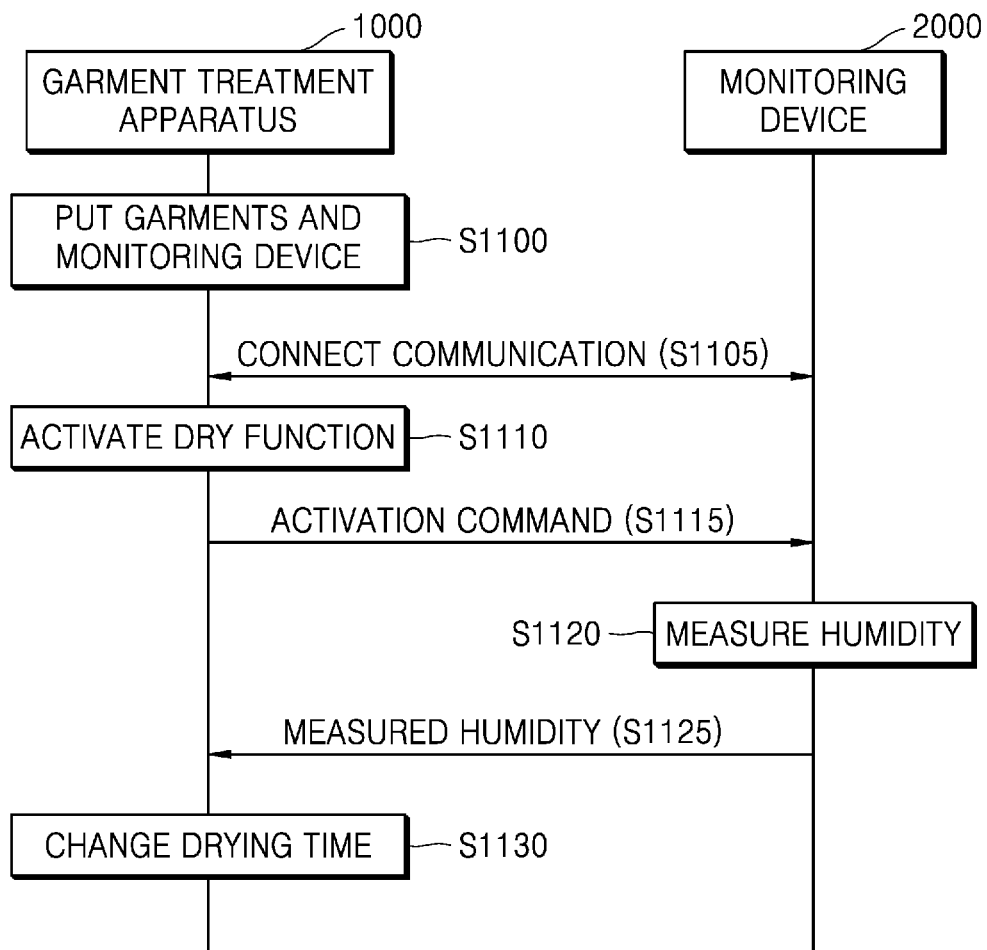 1000
2000
GARMENT TREATMENT
APPARATUS
MONITORING
DEVICE
PUT GARMENTS AND
MONITORING DEVICE
S1100
CONNECT COMMUNICATION (S1105)
ACTIVATE DRY FUNCTION
S1110
ACTIVATION COMMAND (S1115)
S1120
MEASURE HUMIDITY
MEASURED HUMIDITY (S1125)
CHANGE DRYING TIME
S1130